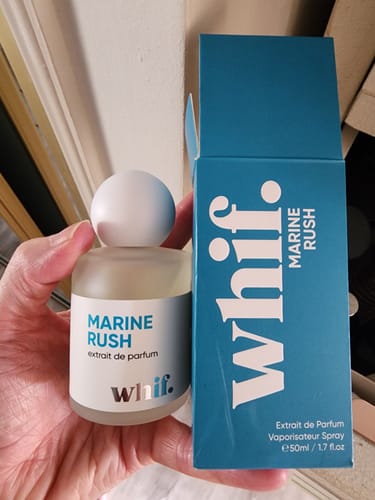 MARINE
RUSH
extrait de parfum
whif.
whif.
MARINE
RUSH
Extrait de Parfum
Vaporisateur Spray
℮50ml / 1.7 fl.oz